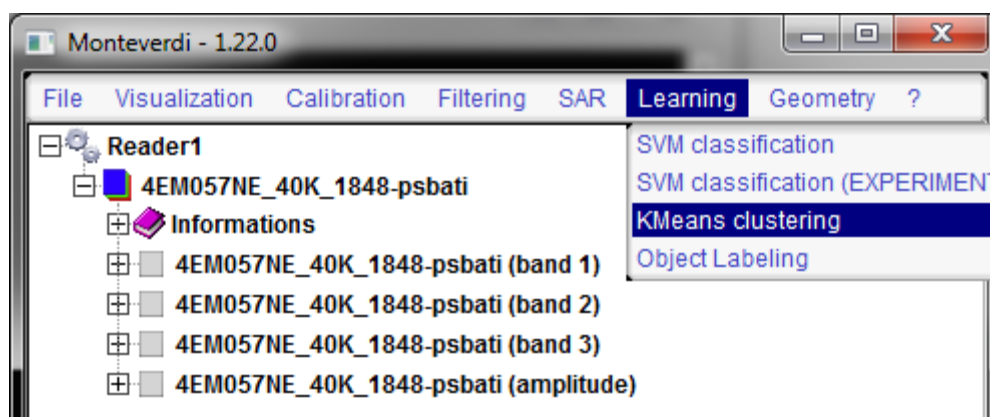 Monteverdi - 1.22.0
File Visualization Calibration Filtering SAR Learning Geometry ?
Reader1
4EM057NE_40K_1848-psbati
Informations
4EM057NE_40K_1848-psbati (band 1)
4EM057NE_40K_1848-psbati (band 2)
4EM057NE_40K_1848-psbati (band 3)
4EM057NE_40K_1848-psbati (amplitude)
SVM classification
SVM classification (EXPERIMENT
KMeans clustering
Object Labeling